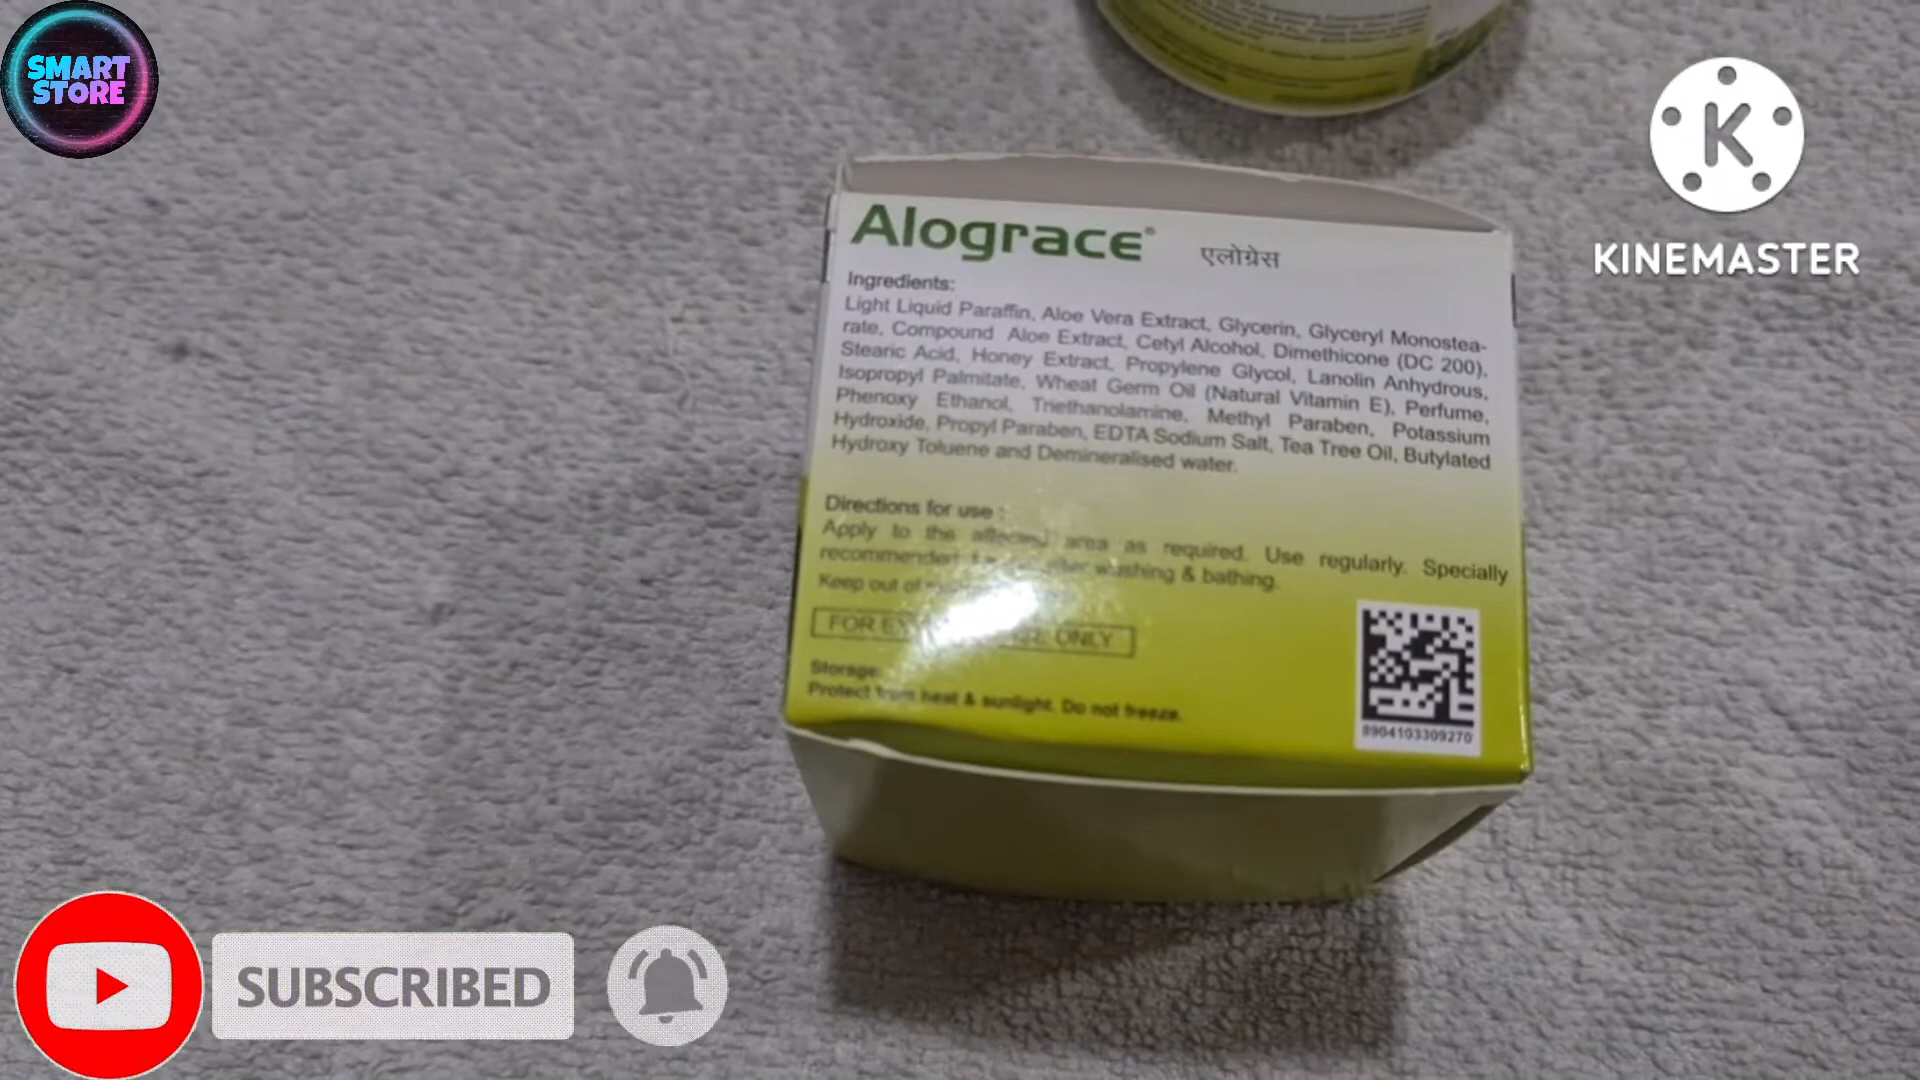 SMART
STORE
K
KINEMASTER
Alograce® एलोग्रेस
Ingredients:
Light Liquid Paraffin, Aloe Vera Extract, Glycerin, Glyceryl Monostea-
rate, Compound Aloe Extract, Cetyl Alcohol, Dimethicone (DC 200),
Stearic Acid, Honey Extract, Propylene Glycol, Lanolin Anhydrous,
Isopropyl Palmitate, Wheat Germ Oil (Natural Vitamin E), Perfume,
Phenoxy Ethanol, Triethanolamine, Methyl Paraben, Potassium
Hydroxide, Propyl Paraben, EDTA Sodium Salt, Tea Tree Oil, Butylated
Hydroxy Toluene and Demineralised water.
Directions for use :
Apply to the affected area as required. Use regularly. Specially
recommended after washing & bathing.
Keep out of
FOR ONLY
Storage:
Protect from heat & sunlight. Do not freeze.
8904103309270
SUBSCRIBED